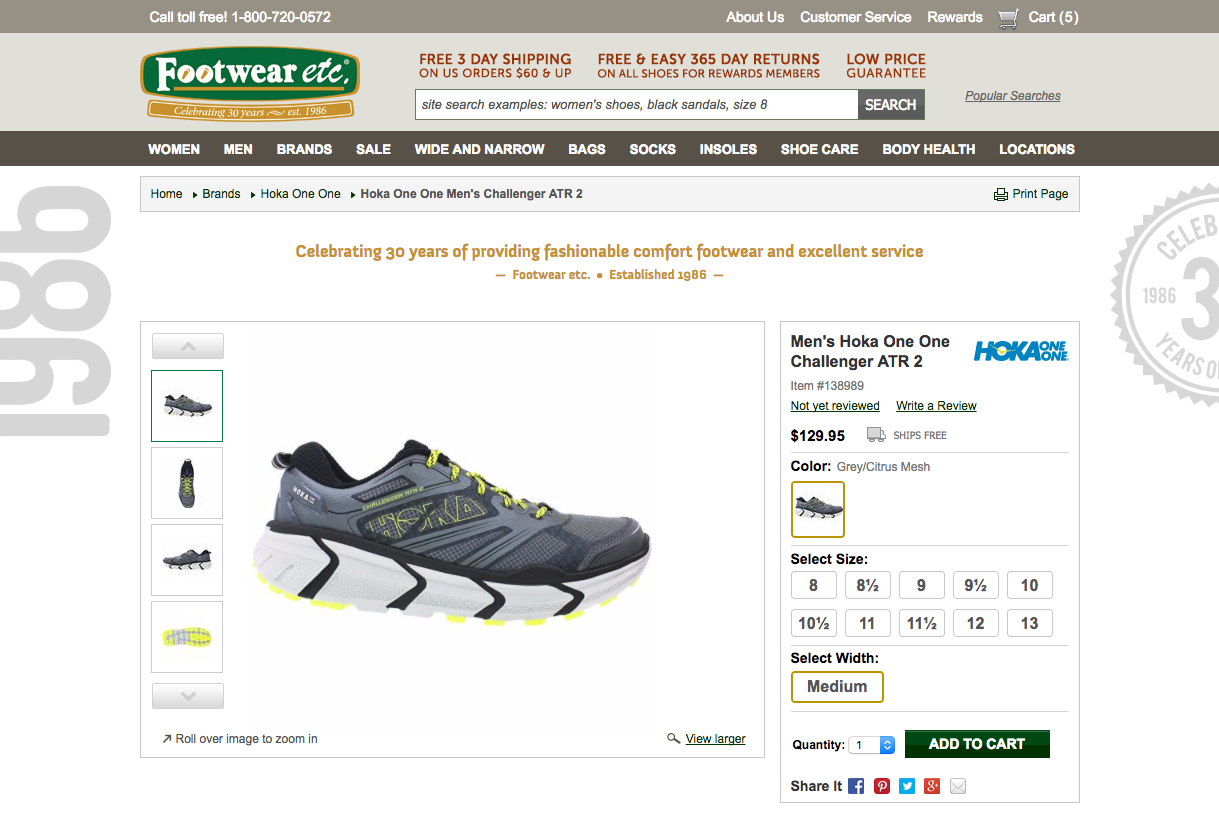 Call toll free! 1-800-720-0572
About Us Customer Service Rewards Cart (5)
Footwear etc.
Celebrating 30 years est. 1986
FREE 3 DAY SHIPPING
ON US ORDERS $60 & UP
FREE & EASY 365 DAY RETURNS
ON ALL SHOES FOR REWARDS MEMBERS
LOW PRICE
GUARANTEE
site search examples: women's shoes, black sandals, size 8
SEARCH
Popular Searches
WOMEN MEN BRANDS SALE WIDE AND NARROW BAGS SOCKS INSOLES SHOE CARE BODY HEALTH LOCATIONS
Home Brands Hoka One One Hoka One One Men's Challenger ATR 2
Print Page
1986
Celebrating 30 years of providing fashionable comfort footwear and excellent service
— Footwear etc. • Established 1986 —
CELEB
1986 3
YEARS O
HOKA
CHALLENGER ATR 2
HOKA
Roll over image to zoom in
View larger
Men's Hoka One One
Challenger ATR 2
HOKA ONE ONE
Item #138989
Not yet reviewed Write a Review
$129.95 SHIPS FREE
Color: Grey/Citrus Mesh
Select Size:
8 8½ 9 9½ 10
10½ 11 11½ 12 13
Select Width:
Medium
Quantity: 1 ADD TO CART
Share It